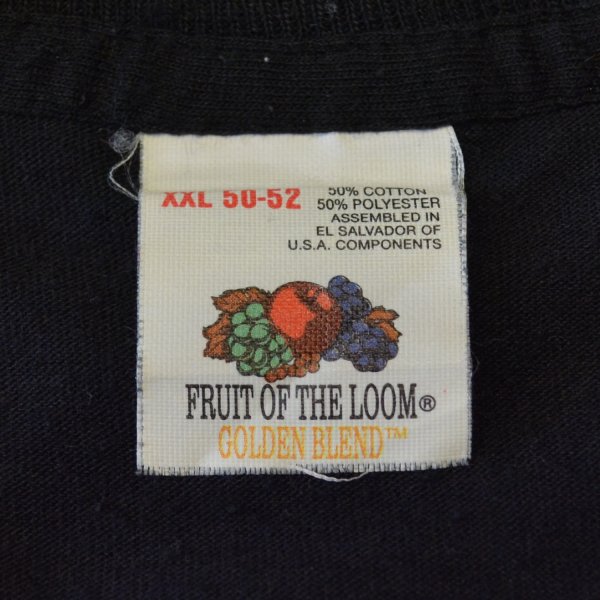 XXL 50-52
50% COTTON
50% POLYESTER
ASSEMBLED IN
EL SALVADOR OF
U.S.A. COMPONENTS
FRUIT OF THE LOOM®
GOLDEN BLEND™